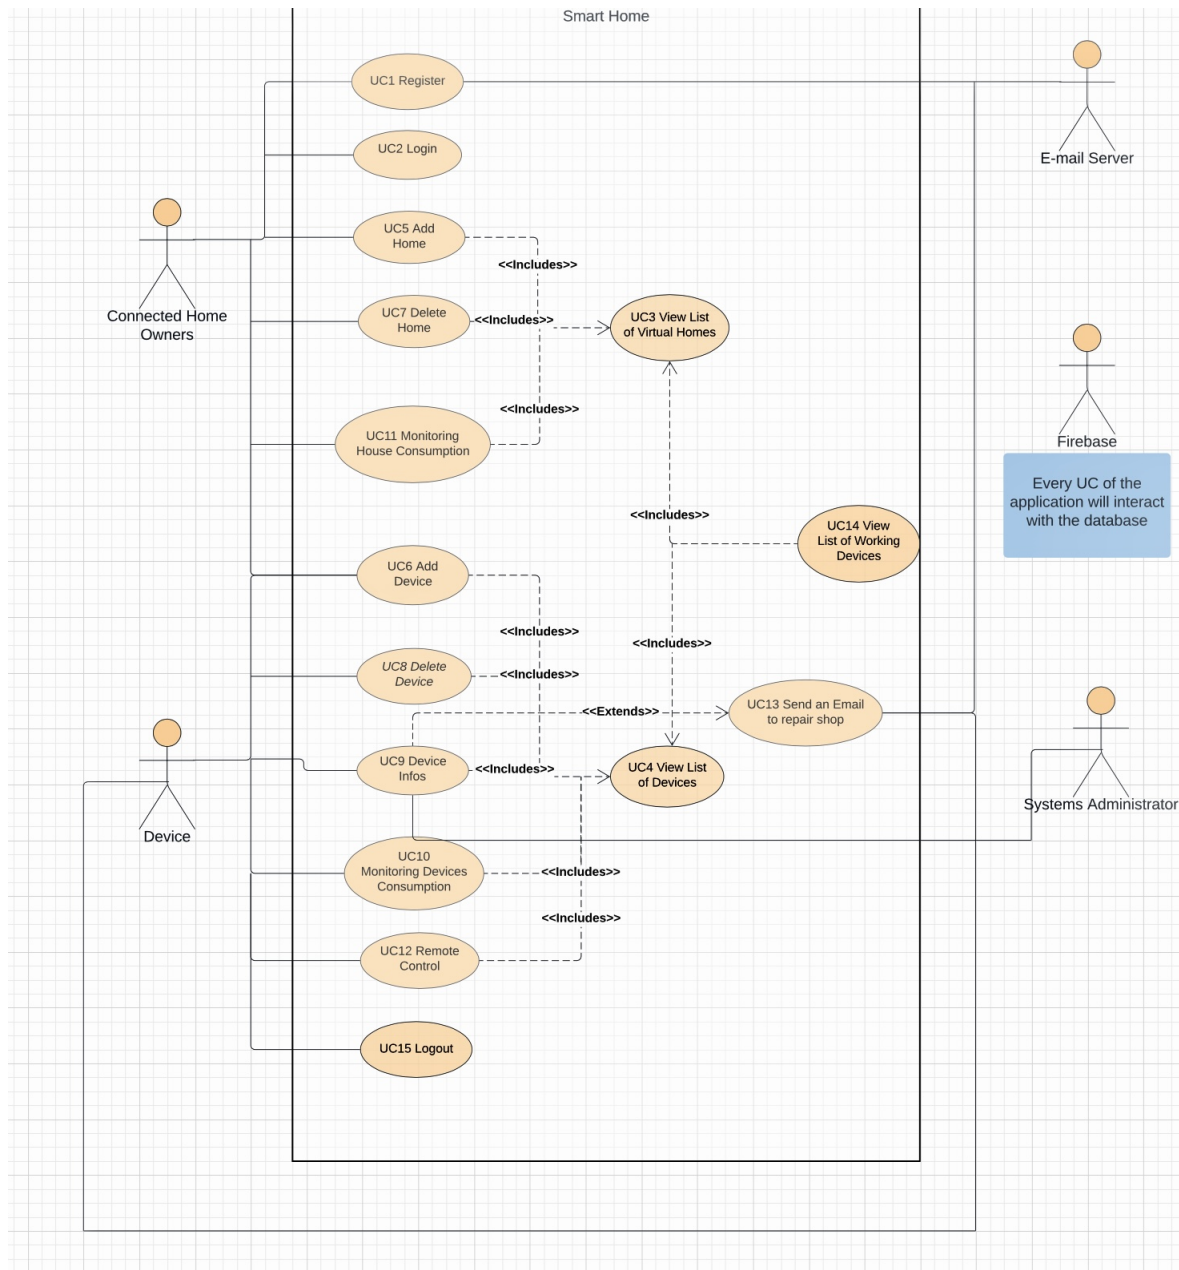 Smart Home
UC1 Register
E-mail Server
UC2 Login
UC5 Add
Home
<<Includes>>
Connected Home
Owners
UC7 Delete
Home
<<Includes>>
UC3 View List
of Virtual Homes
Firebase
Every UC of the
application will interact
with the database
<<Includes>>
UC11 Monitoring
House Consumption
<<Includes>>
UC14 View
List of Working
Devices
UC6 Add
Device
<<Includes>>
<<Includes>>
UC8 Delete
Device
<<Includes>>
<<Extends>>
UC13 Send an Email
to repair shop
UC9 Device
Infos
<<Includes>>
UC4 View List
of Devices
Systems Administrator
Device
UC10
Monitoring Devices
Consumption
<<Includes>>
<<Includes>>
UC12 Remote
Control
UC15 Logout